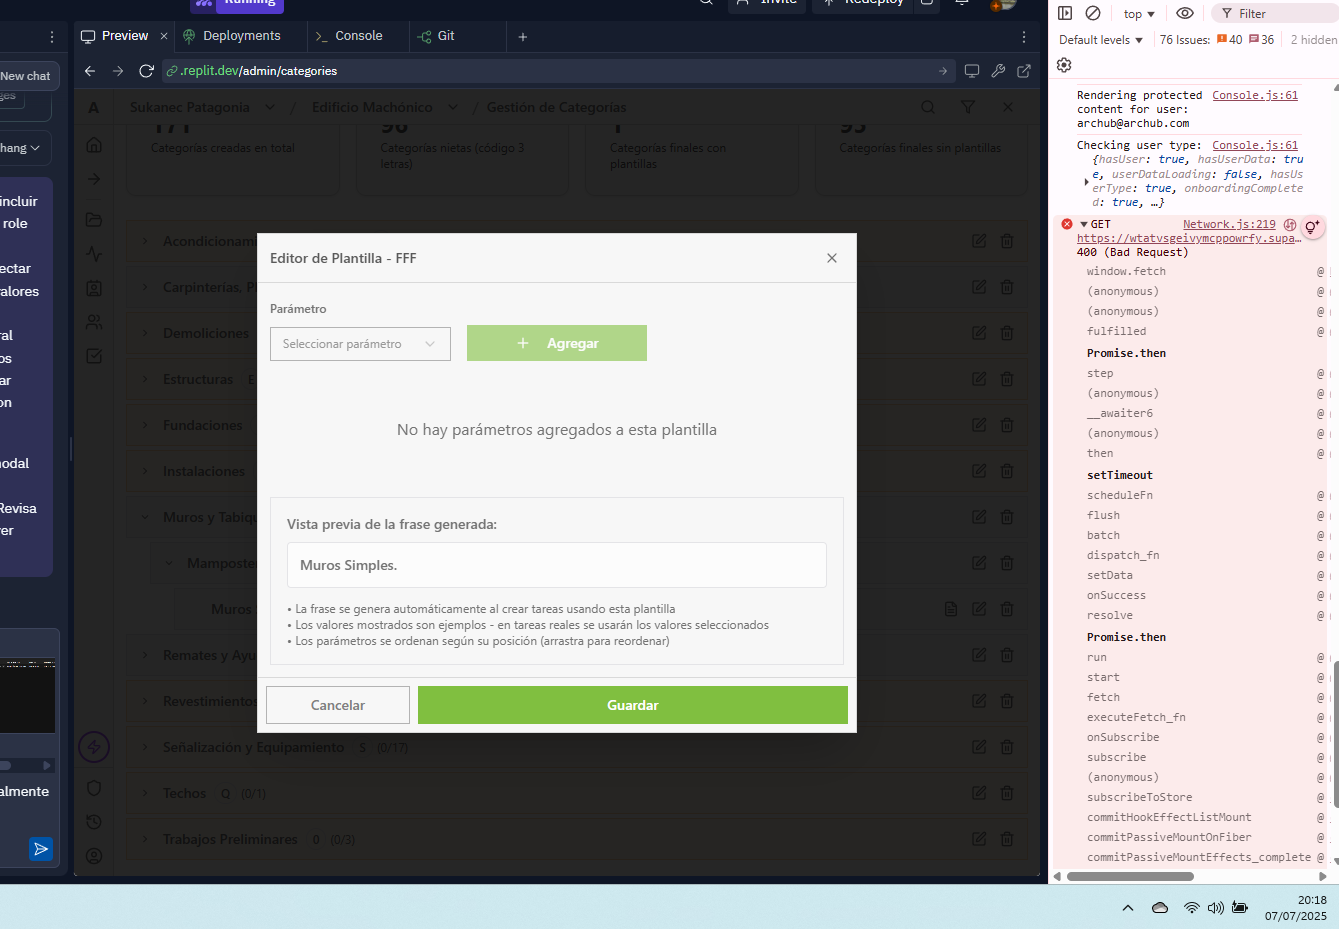 Running
Invite
Redeploy
Preview
Deployments
Console
Git
top
Filter
Default levels
76 Issues:
40
36
2 hidden
New chat
ges
.replit.dev/admin/categories
hang
A
Sukanec Patagonia
/
Edificio Machónico
/
Gestión de Categorías
171
96
1
95
Categorías creadas en total
Categorías nietas (código 3
letras)
Categorías finales con
plantillas
Categorías finales sin plantillas
incluir
role
ectar
valores
ral
os
ar
on
nodal
Revisa
er
almente
Acondicionam
Carpinterías, P
Demoliciones
Estructuras
E
Fundaciones
Instalaciones
Muros y Tabiq
Mamposte
Muros
Remates y Ayu
Revestimientos
Señalización y Equipamiento
S
(0/17)
Techos
Q
(0/1)
Trabajos Preliminares
0
(0/3)
Editor de Plantilla - FFF
Parámetro
Seleccionar parámetro
+ Agregar
No hay parámetros agregados a esta plantilla
Vista previa de la frase generada:
Muros Simples.
• La frase se genera automáticamente al crear tareas usando esta plantilla
• Los valores mostrados son ejemplos - en tareas reales se usarán los valores seleccionados
• Los parámetros se ordenan según su posición (arrastra para reordenar)
Cancelar
Guardar
Rendering protected Console.js:61
content for user:
archub@archub.com
Checking user type: Console.js:61
{hasUser: true, hasUserData: tru
e, userDataLoading: false, hasUs
erType: true, onboardingComplete
d: true, …}
GET Network.js:219
https://wtatvsgeivymcppowrfy.supa…
400 (Bad Request)
window.fetch @
(anonymous) @
(anonymous) @
fulfilled @
Promise.then
step @
(anonymous) @
__awaiter6 @
(anonymous) @
then @
setTimeout
scheduleFn @
flush @
batch @
dispatch_fn @
setData @
onSuccess @
resolve @
Promise.then
run @
start @
fetch @
executeFetch_fn @
onSubscribe @
subscribe @
(anonymous) @
subscribeToStore @
commitHookEffectListMount @
commitPassiveMountOnFiber @
commitPassiveMountEffects_complete @
20:18
07/07/2025